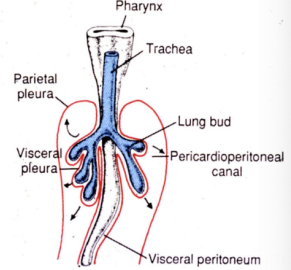 Pharynx
Trachea
Parietal
pleura
Lung bud
Visceral
pleura
Pericardioperitoneal
canal
Visceral peritoneum